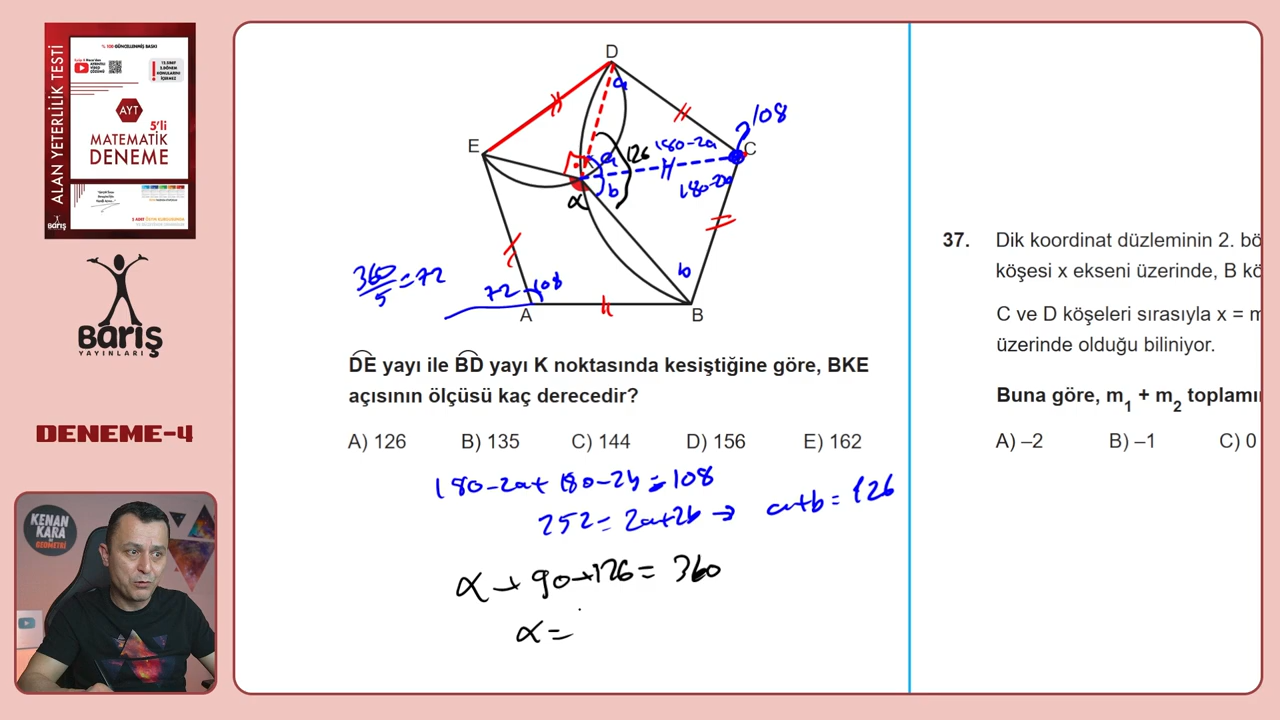 ALAN YETERLİLİK TESTİ
% 100 GÜNCELLENMİŞ BASKI
AYT
5'li
MATEMATİK
DENEME
BARIŞ
BARIŞ
YAYINLARI
DENEME-4
KENAN
KARA
GEOMETRİ
D
E
C
A
B
a
a
b
b
α
126
180-2a
108
360/5=72
72
108
DE yayı ile BD yayı K noktasında kesiştiğine göre, BKE
açısının ölçüsü kaç derecedir?
A) 126 B) 135 C) 144 D) 156 E) 162
180-2a+180-2b=108
252=2a+2b → a+b=126
α+90+126=360
α=
37. Dik koordinat düzleminin 2. bö
köşesi x ekseni üzerinde, B kö
C ve D köşeleri sırasıyla x = m
üzerinde olduğu biliniyor.
Buna göre, m1 + m2 toplamı
A) –2 B) –1 C) 0